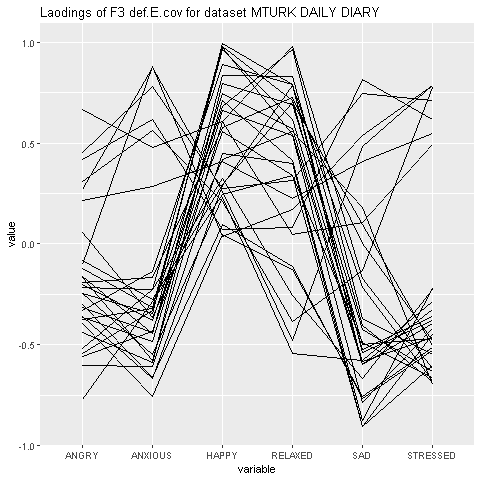 Laodings of F3 def.E.cov for dataset MTURK DAILY DIARY
1.0
0.5
0.0
-0.5
-1.0
value
ANGRY ANXIOUS HAPPY RELAXED SAD STRESSED
variable